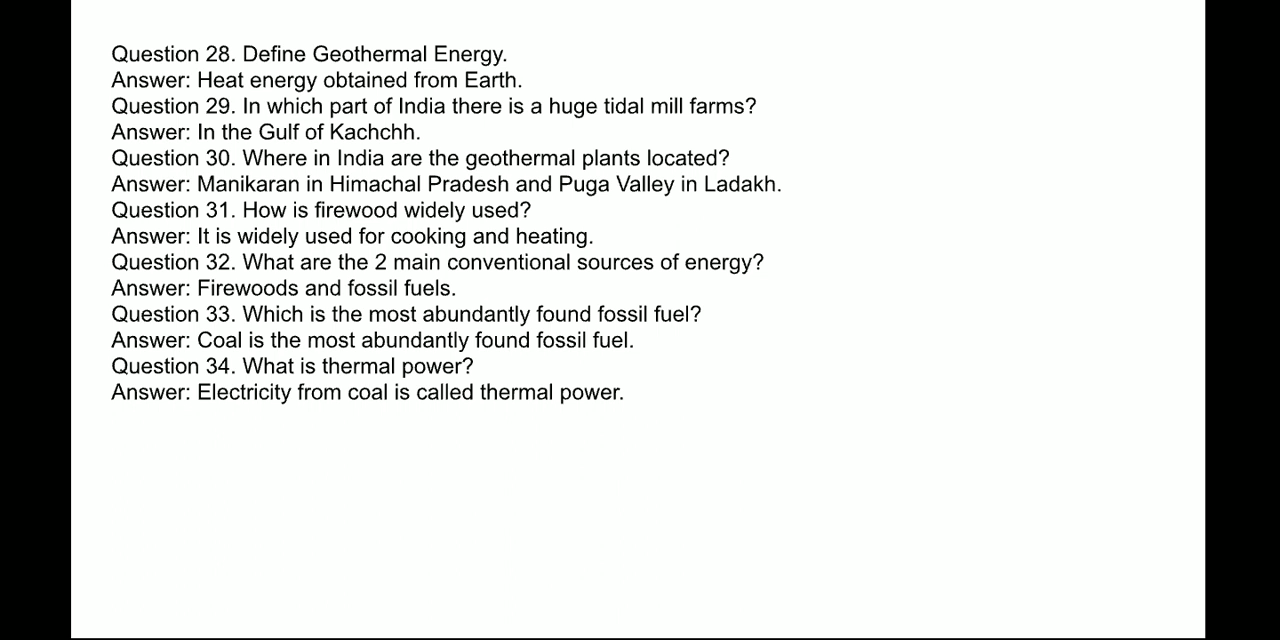 Question 28. Define Geothermal Energy.
Answer: Heat energy obtained from Earth.
Question 29. In which part of India there is a huge tidal mill farms?
Answer: In the Gulf of Kachchh.
Question 30. Where in India are the geothermal plants located?
Answer: Manikaran in Himachal Pradesh and Puga Valley in Ladakh.
Question 31. How is firewood widely used?
Answer: It is widely used for cooking and heating.
Question 32. What are the 2 main conventional sources of energy?
Answer: Firewoods and fossil fuels.
Question 33. Which is the most abundantly found fossil fuel?
Answer: Coal is the most abundantly found fossil fuel.
Question 34. What is thermal power?
Answer: Electricity from coal is called thermal power.